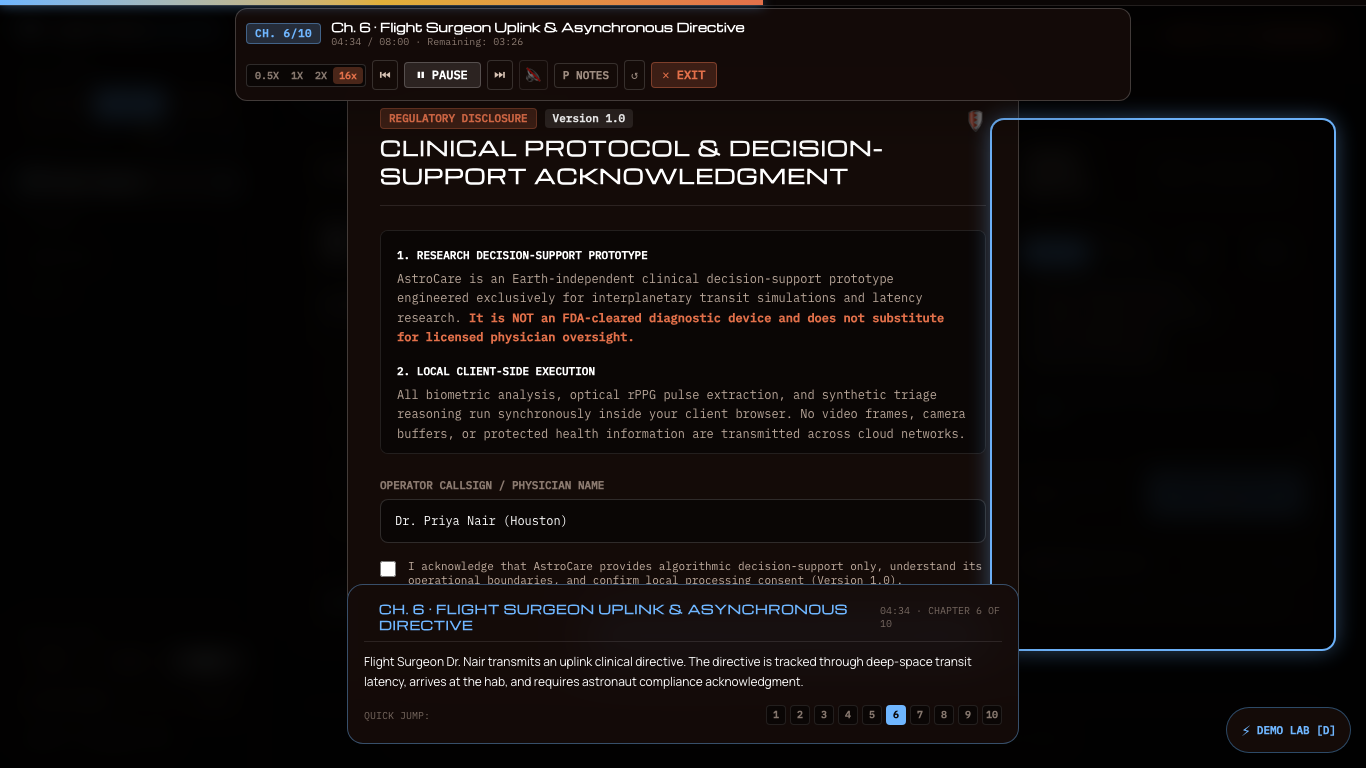 CH. 6/10
Ch. 6 · Flight Surgeon Uplink & Asynchronous Directive
04:34 / 08:00 · Remaining: 03:26
0.5X 1X 2X 16x
⏮
⏸ PAUSE
⏭
P NOTES
↺
✕ EXIT
REGULATORY DISCLOSURE
Version 1.0
CLINICAL PROTOCOL & DECISION-
SUPPORT ACKNOWLEDGMENT
1. RESEARCH DECISION-SUPPORT PROTOTYPE
AstroCare is an Earth-independent clinical decision-support prototype
engineered exclusively for interplanetary transit simulations and latency
research. It is NOT an FDA-cleared diagnostic device and does not substitute
for licensed physician oversight.
2. LOCAL CLIENT-SIDE EXECUTION
All biometric analysis, optical rPPG pulse extraction, and synthetic triage
reasoning run synchronously inside your client browser. No video frames, camera
buffers, or protected health information are transmitted across cloud networks.
OPERATOR CALLSIGN / PHYSICIAN NAME
Dr. Priya Nair (Houston)
I acknowledge that AstroCare provides algorithmic decision-support only, understand its
operational boundaries, and confirm local processing consent (Version 1.0).
CH. 6 · FLIGHT SURGEON UPLINK & ASYNCHRONOUS
DIRECTIVE
04:34 · CHAPTER 6 OF
10
Flight Surgeon Dr. Nair transmits an uplink clinical directive. The directive is tracked through deep-space transit
latency, arrives at the hab, and requires astronaut compliance acknowledgment.
QUICK JUMP:
1 2 3 4 5 6 7 8 9 10
⚡ DEMO LAB [D]